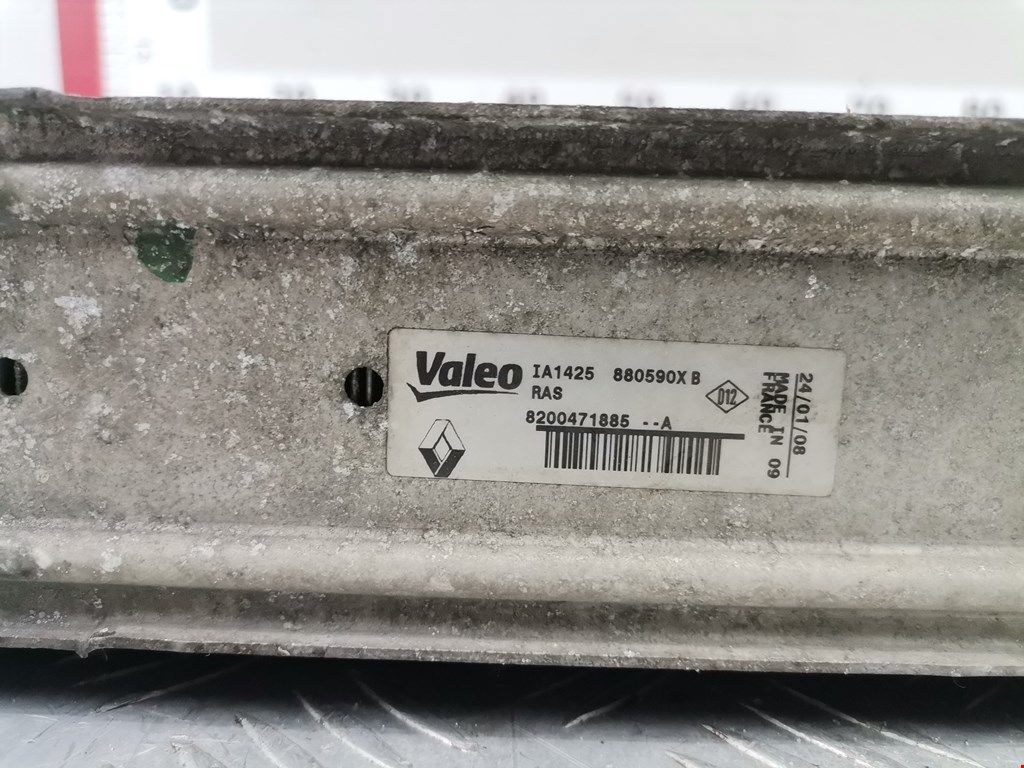 Valeo
IA1425 880590X B
RAS
8200471885 --A
D12
24/01/08
MADE IN 09
FRANCE